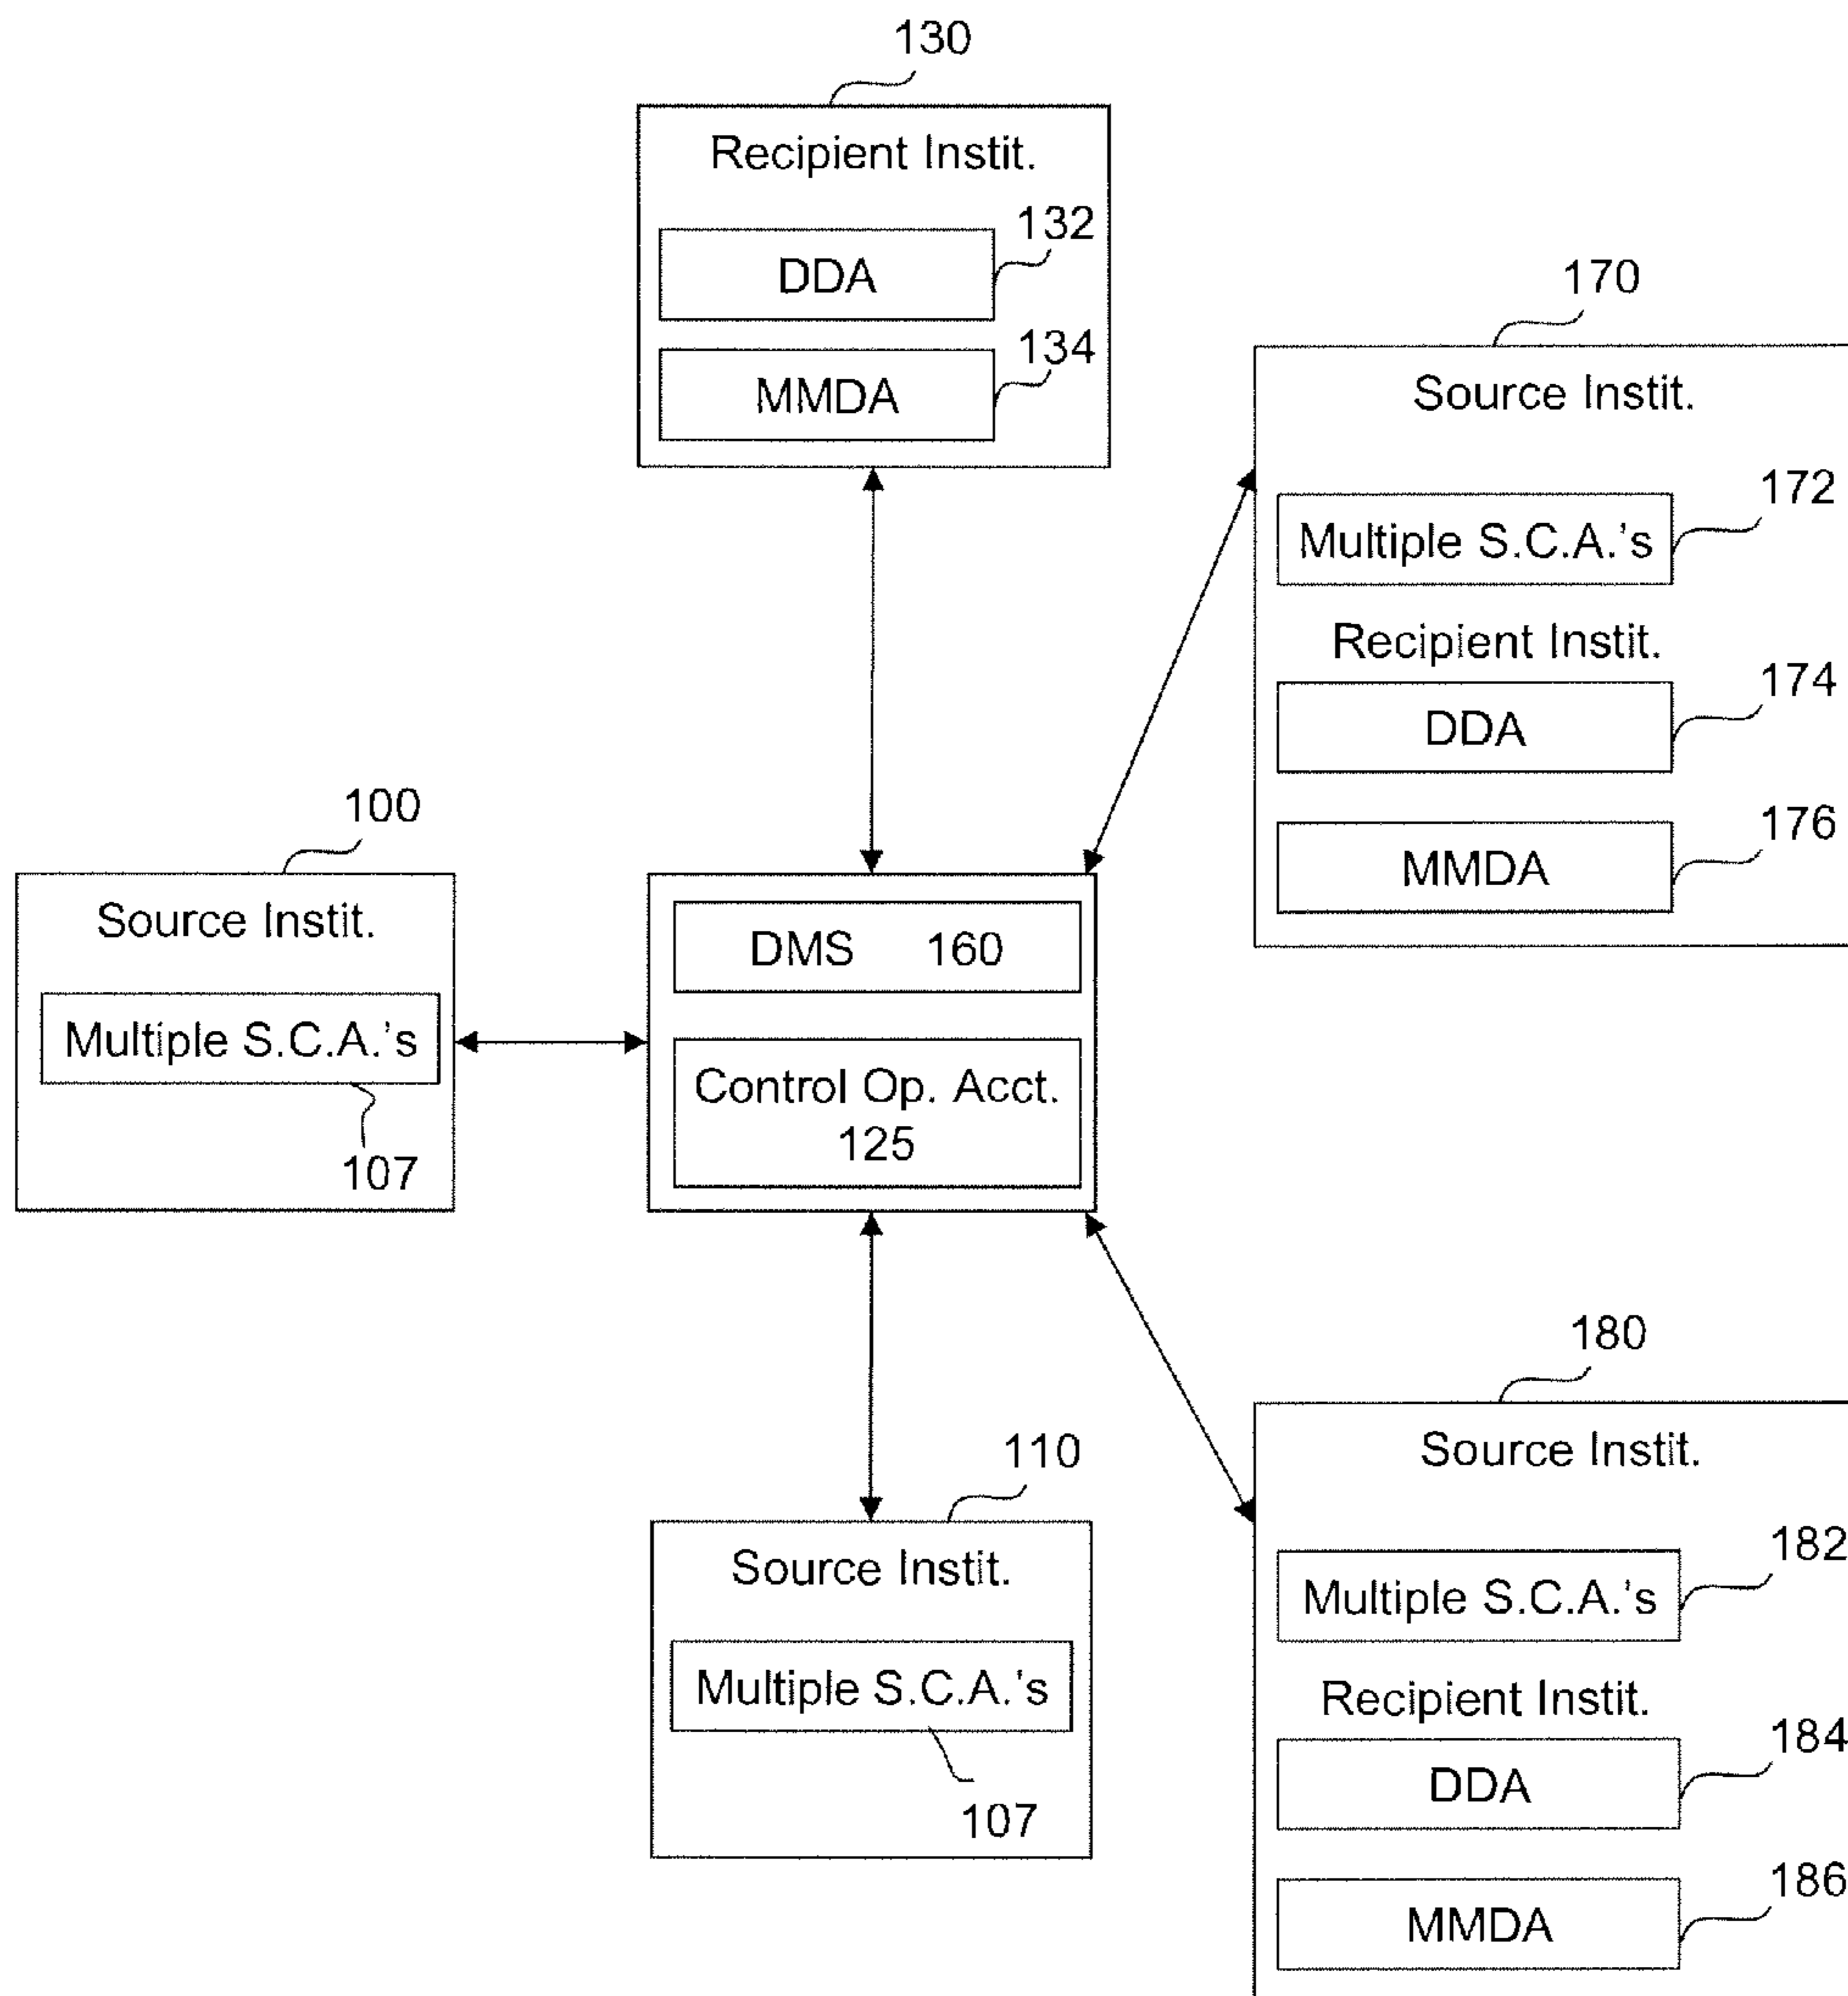 130
Recipient Instit.
132
DDA
134
MMDA
170
Source Instit.
172
Multiple S.C.A.'s
Recipient Instit.
174
DDA
176
MMDA
100
Source Instit.
Multiple S.C.A.'s
107
DMS 160
Control Op. Acct.
125
110
Source Instit.
Multiple S.C.A.'s
107
180
Source Instit.
182
Multiple S.C.A.'s
Recipient Instit.
184
DDA
186
MMDA